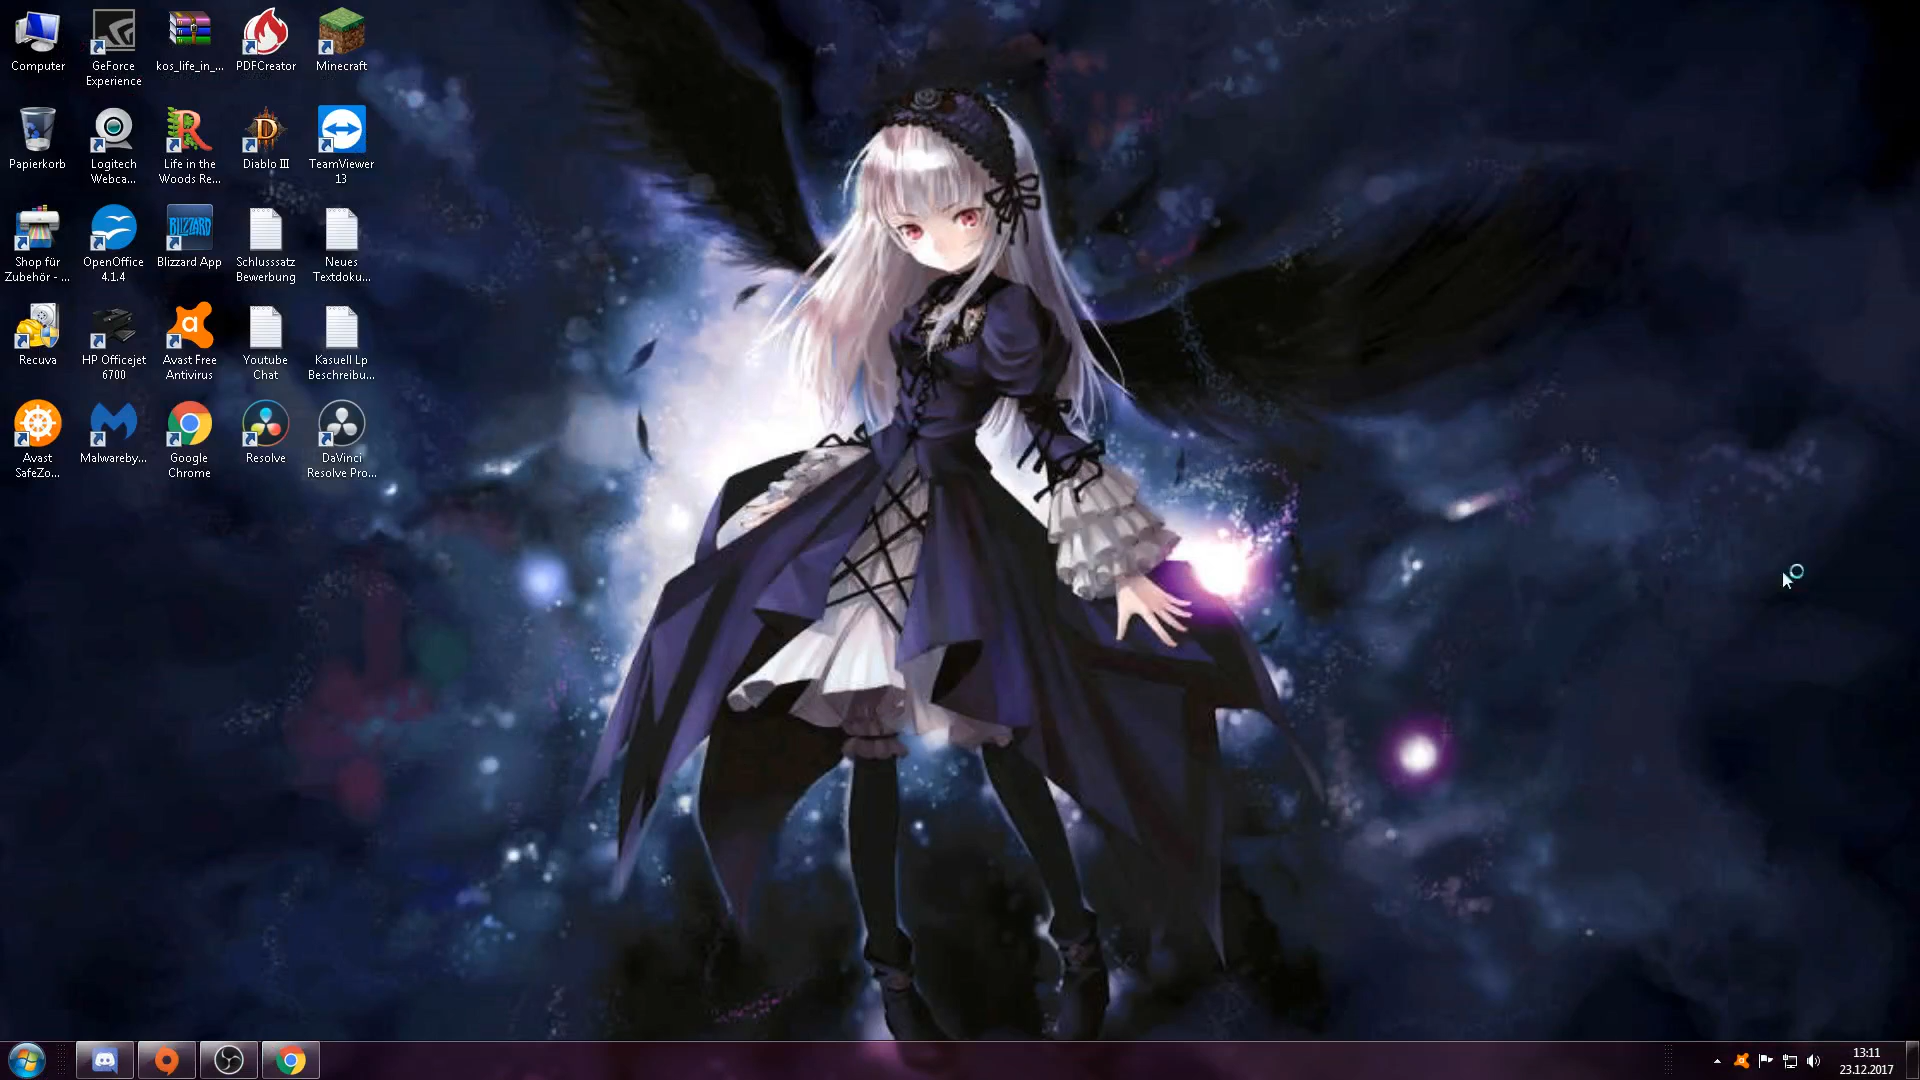 Computer
GeForce
Experience
kos_life_in_...
PDFCreator
Minecraft
Papierkorb
Logitech
Webca...
Life in the
Woods Re...
Diablo III
TeamViewer
13
Shop für
Zubehör - ...
OpenOffice
4.1.4
BLIZZARD
Blizzard App
Schlusssatz
Bewerbung
Neues
Textdoku...
Recuva
HP Officejet
6700
Avast Free
Antivirus
Youtube
Chat
Kasuell Lp
Beschreibu...
Avast
SafeZo...
Malwareby...
Google
Chrome
Resolve
DaVinci
Resolve Pro...
13:11
23.12.2017